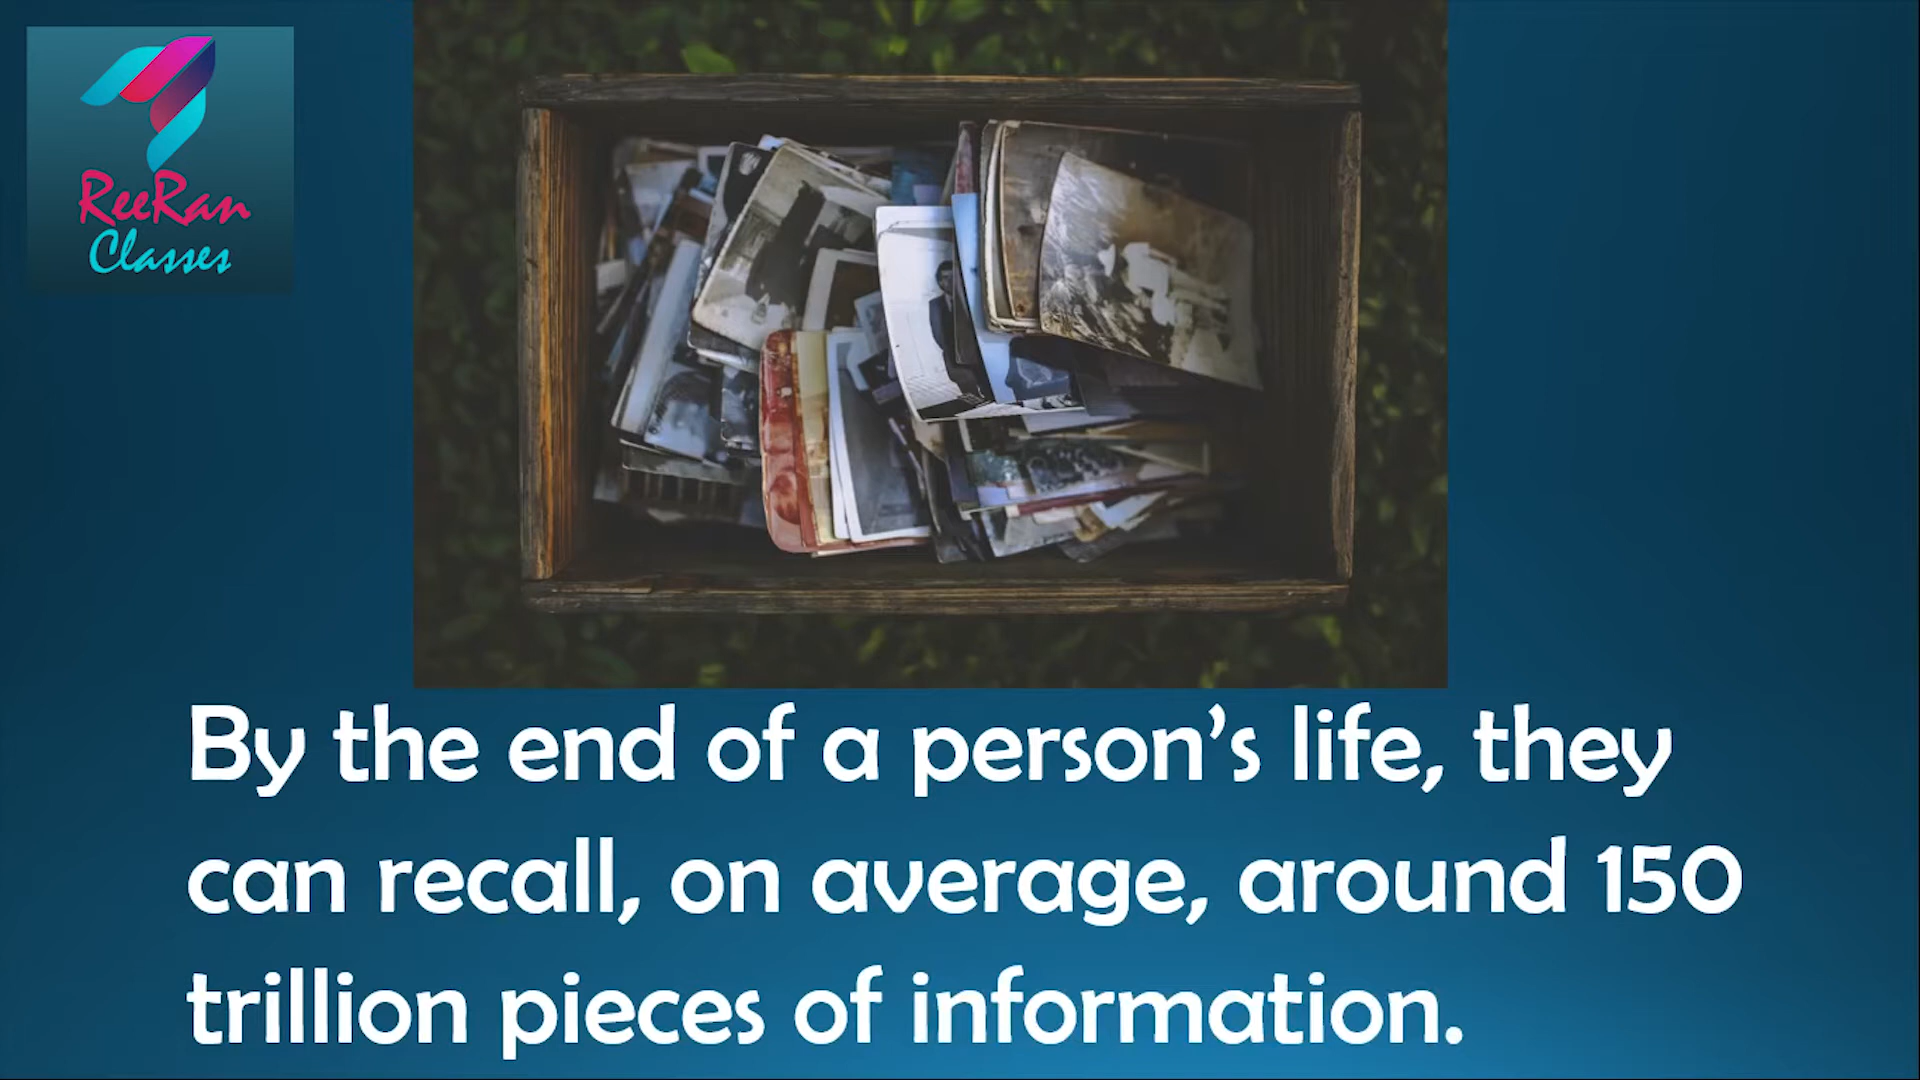 ReeRan
Classes
By the end of a person’s life, they
can recall, on average, around 150
trillion pieces of information.